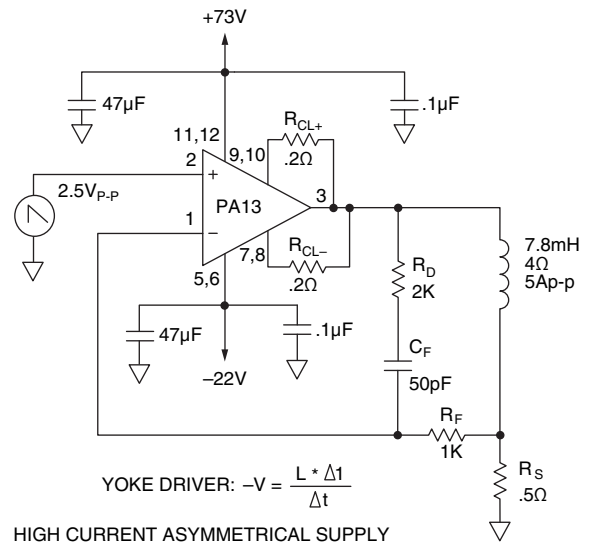 +73V
47µF
.1µF
R_CL+
.2Ω
11,12
9,10
2
+
2.5V_P-P
PA13
3
1
–
7,8
R_CL–
.2Ω
5,6
7.8mH
4Ω
5Ap-p
R_D
2K
47µF
.1µF
C_F
50pF
–22V
R_F
1K
R_S
.5Ω
YOKE DRIVER: –V = L * Δ1
Δt
HIGH CURRENT ASYMMETRICAL SUPPLY